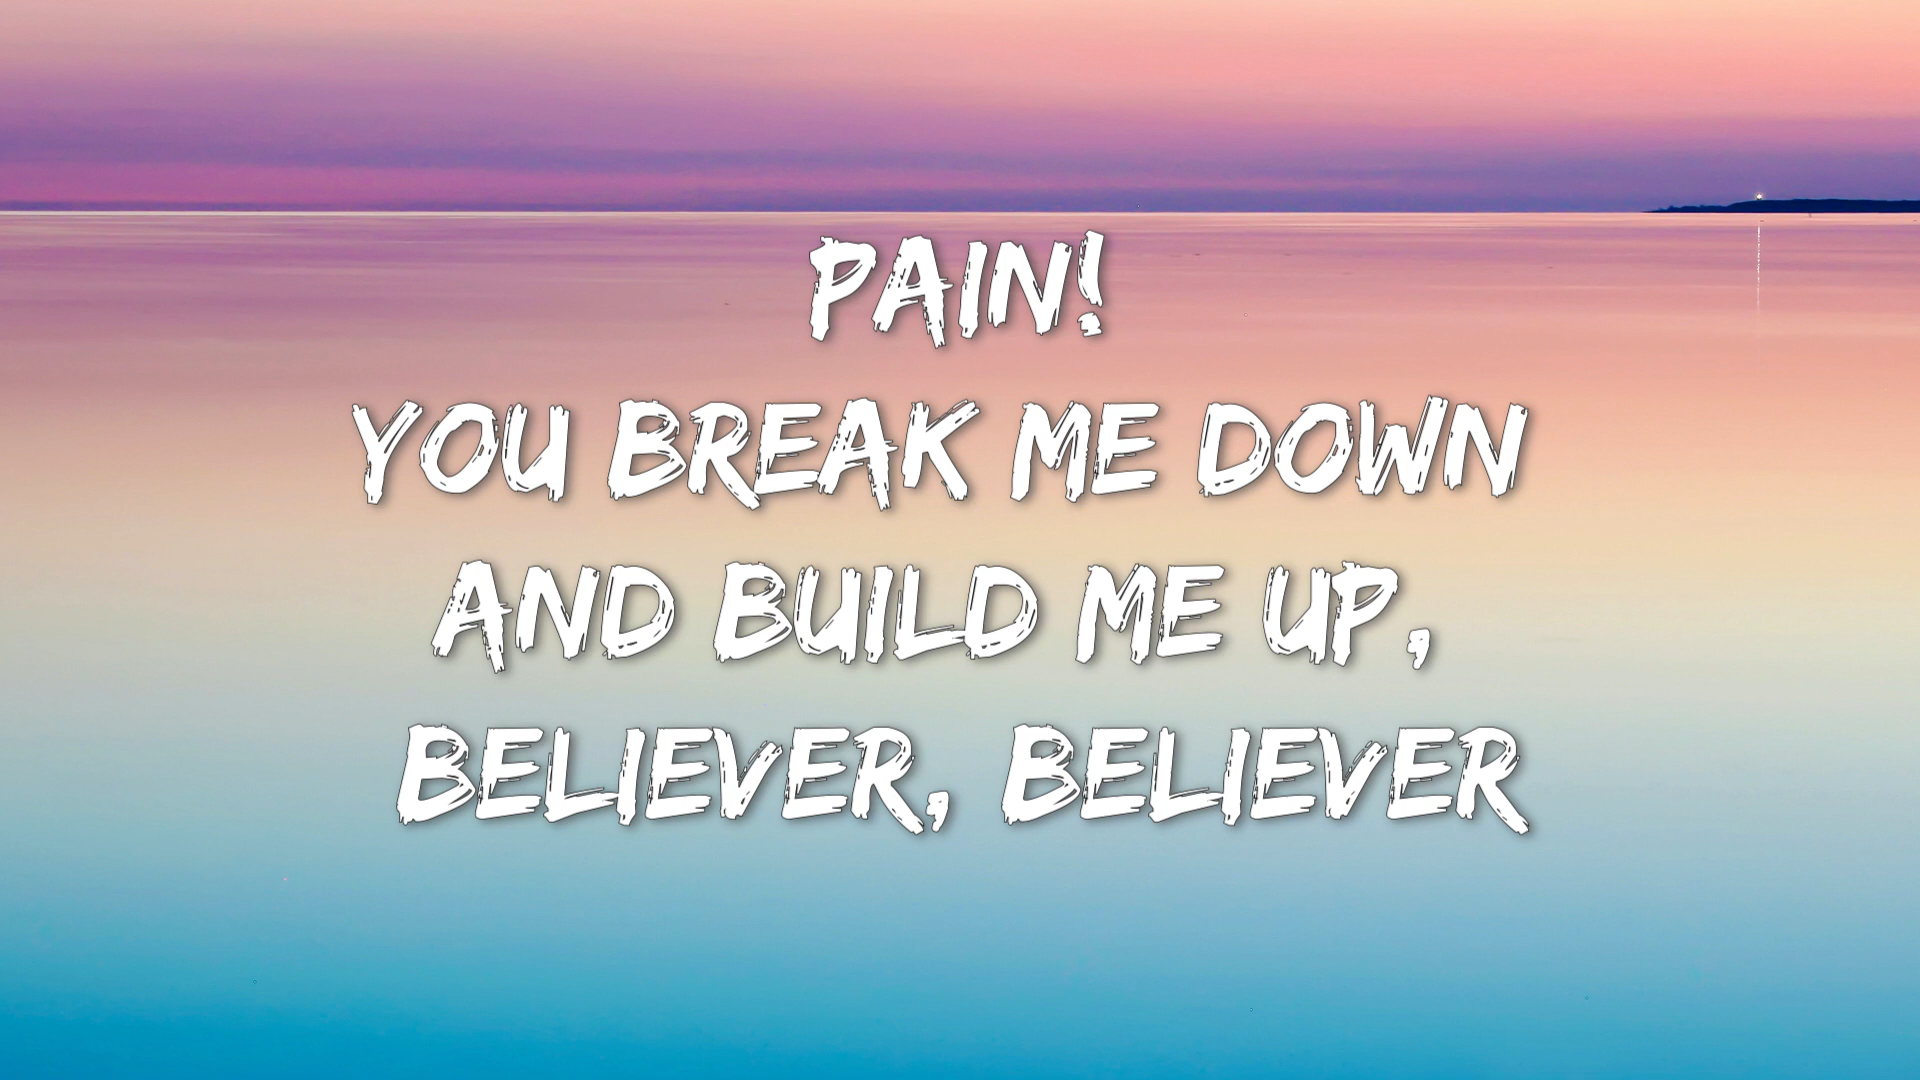 PAIN!
YOU BREAK ME DOWN
AND BUILD ME UP,
BELIEVER, BELIEVER